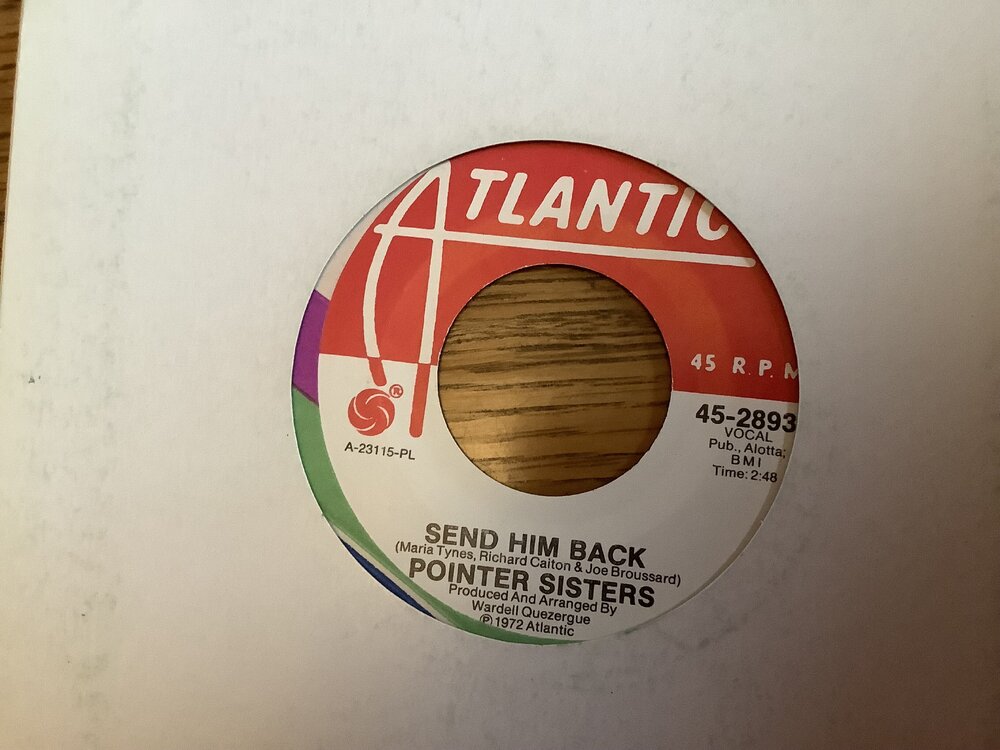 ATLANTIC
45 R.P.M
®
45-2893
VOCAL
Pub., Alotta;
BMI
Time: 2:48
A-23115-PL
SEND HIM BACK
(Maria Tynes, Richard Caiton & Joe Broussard)
POINTER SISTERS
Produced And Arranged By
Wardell Quezergue
℗ 1972 Atlantic